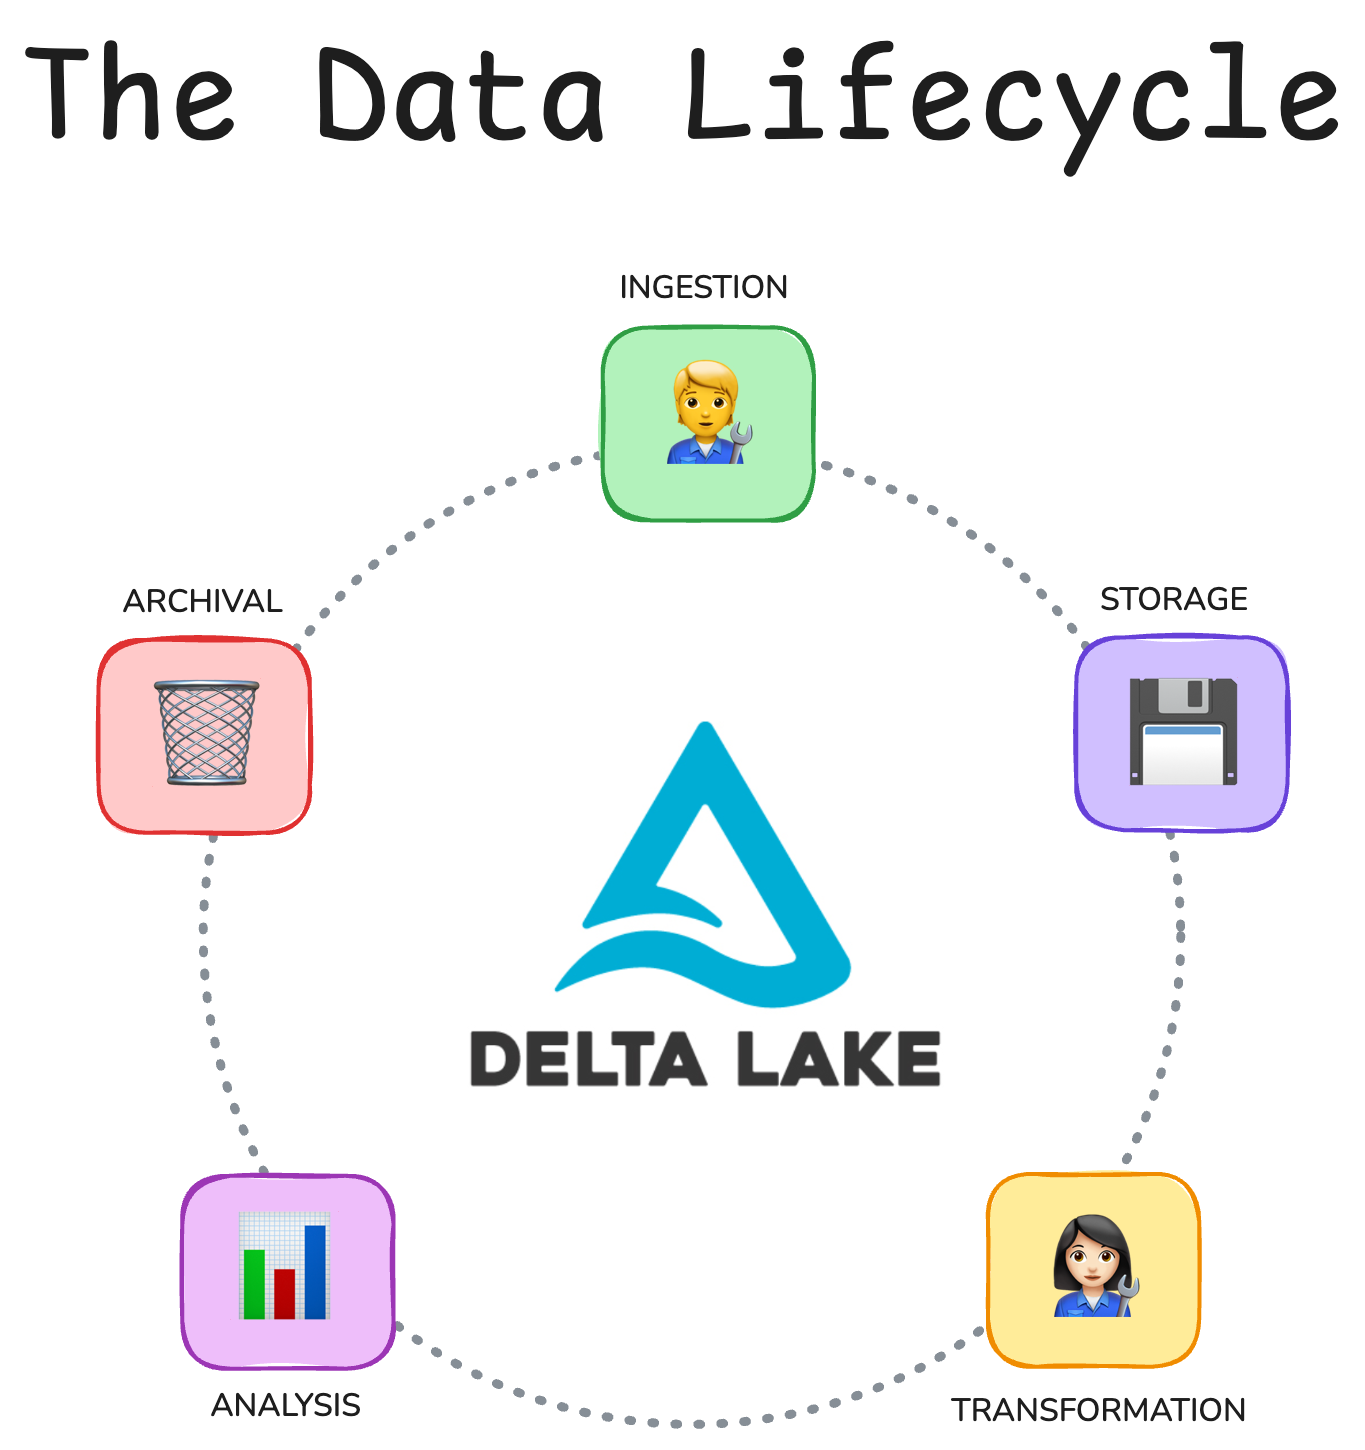 The Data Lifecycle
INGESTION
ARCHIVAL
STORAGE
DELTA LAKE
ANALYSIS
TRANSFORMATION